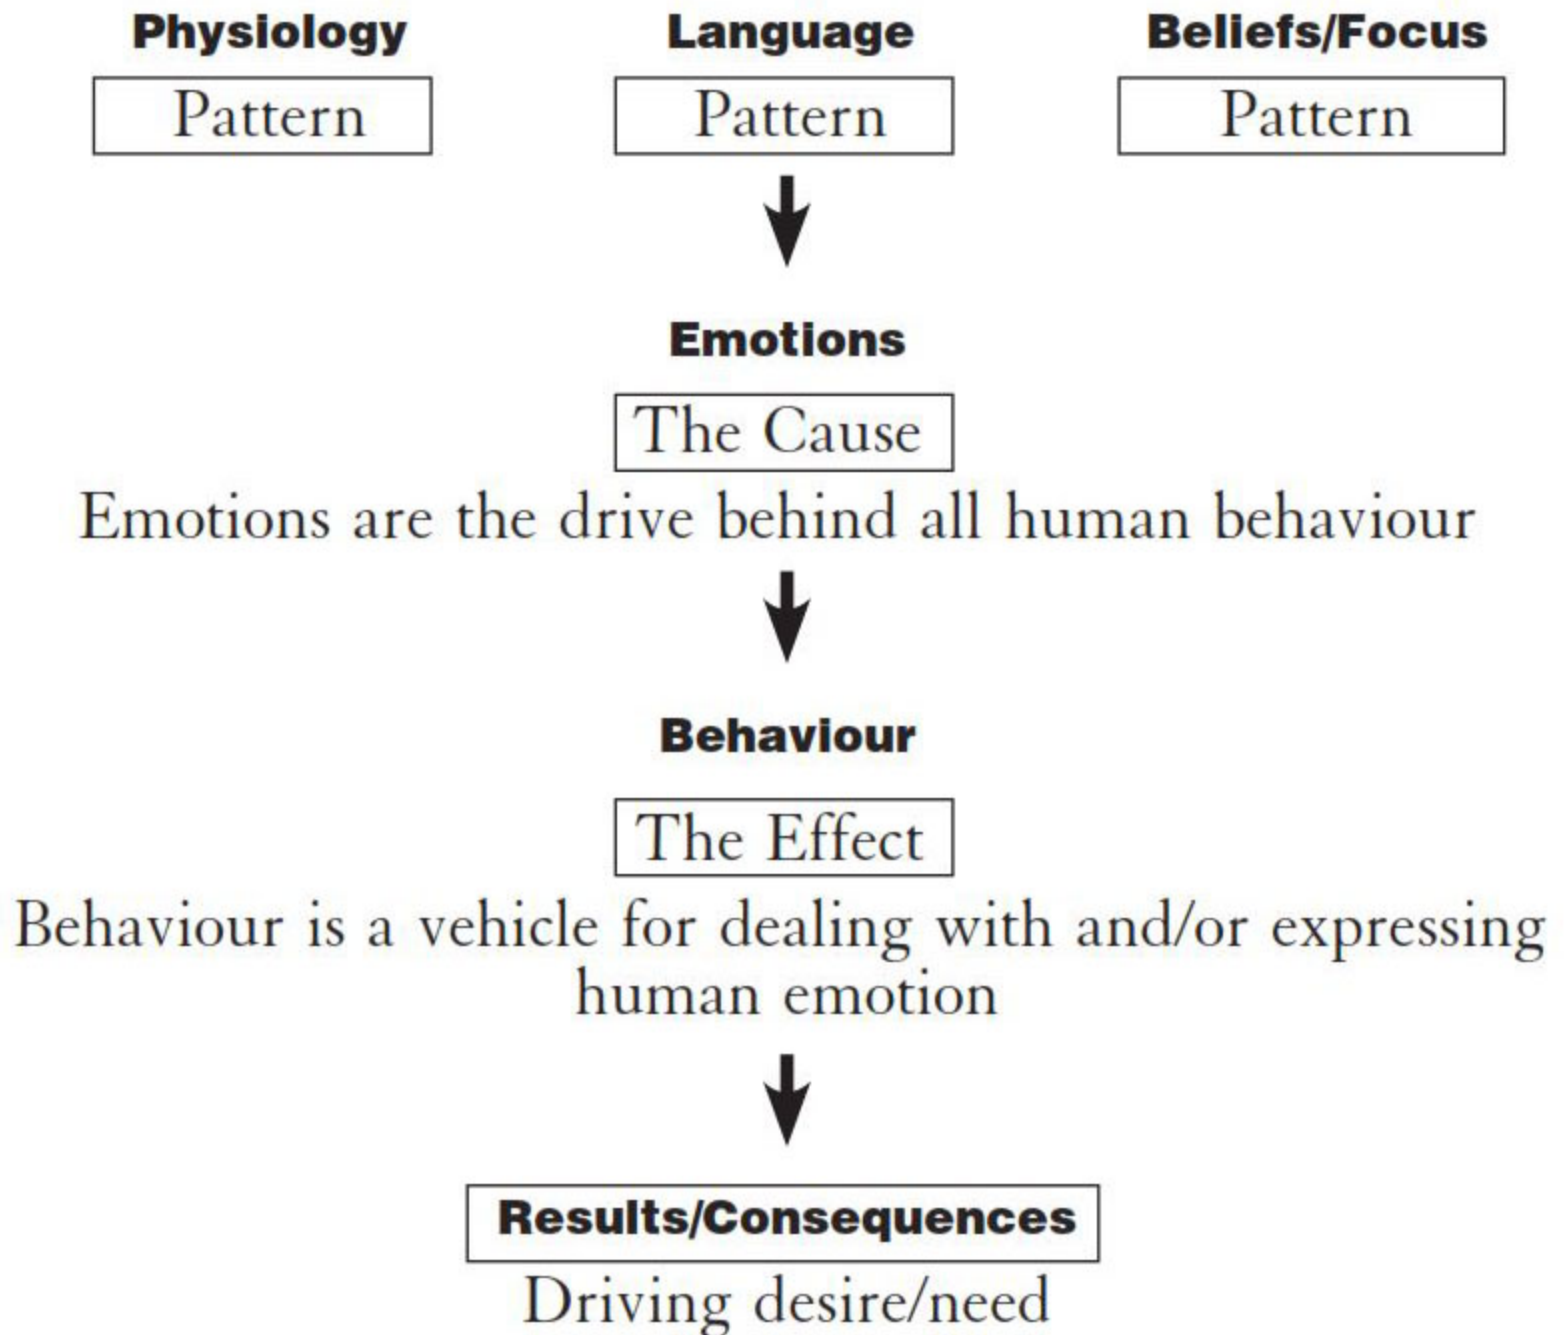 Physiology Language Beliefs/Focus
Pattern Pattern Pattern
Emotions
The Cause
Emotions are the drive behind all human behaviour
Behaviour
The Effect
Behaviour is a vehicle for dealing with and/or expressing
human emotion
Results/Consequences
Driving desire/need